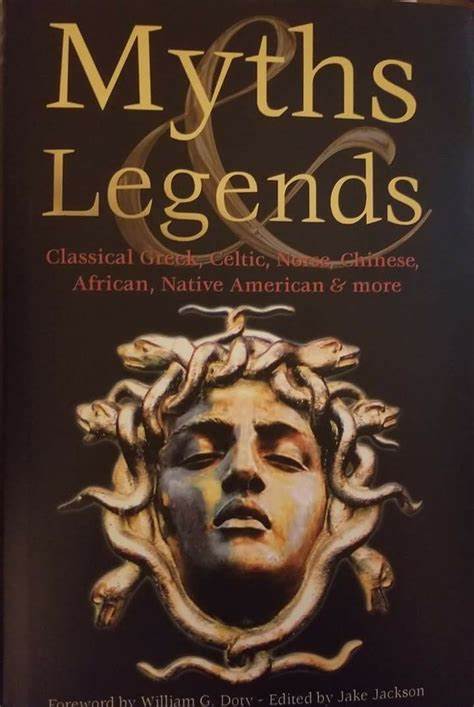 Myths
&
Legends
Classical Greek, Celtic, Norse, Chinese,
African, Native American & more
Foreword by William G. Doty - Edited by Jake Jackson